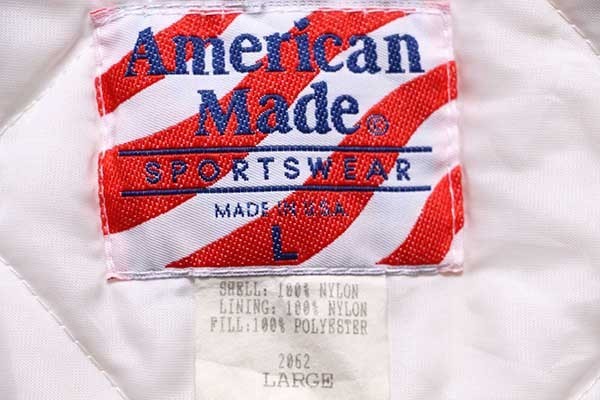 American
Made©
SPORTSWEAR
MADE IN U.S.A.
L
SHELL: 100% NYLON
LINING: 100% NYLON
FILL:100% POLYESTER
2062
LARGE